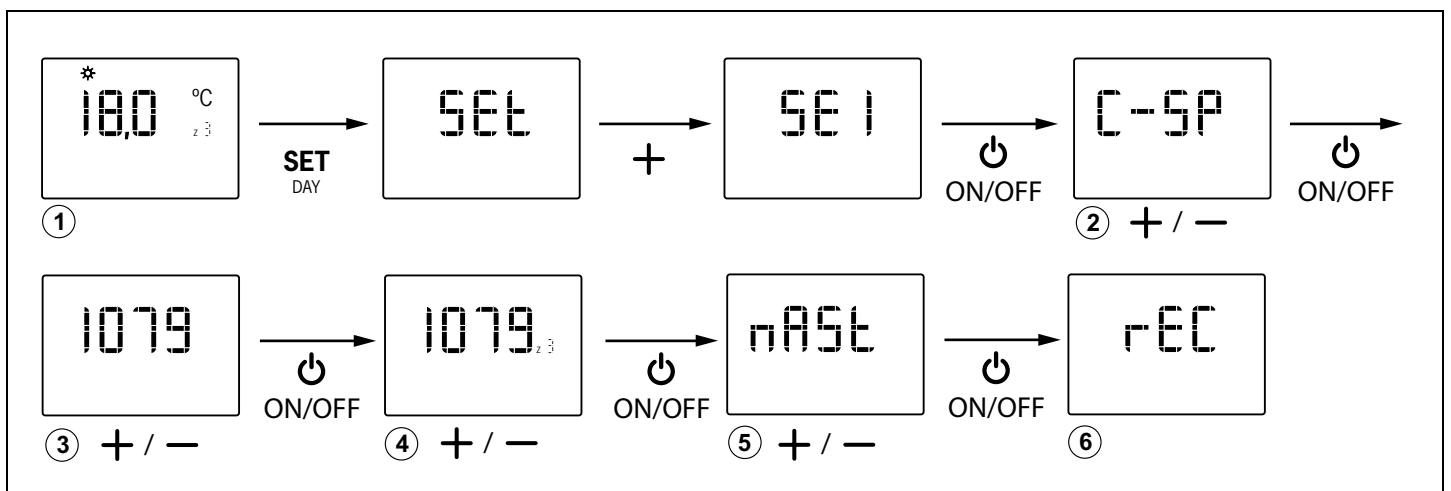 18,0 °C z 3
SEt
SE1
C-SP
SET
DAY
+
ON/OFF
ON/OFF
1
2 + / −
1079
1079 z 3
nASt
rEC
ON/OFF
ON/OFF
ON/OFF
3 + / −
4 + / −
5 + / −
6